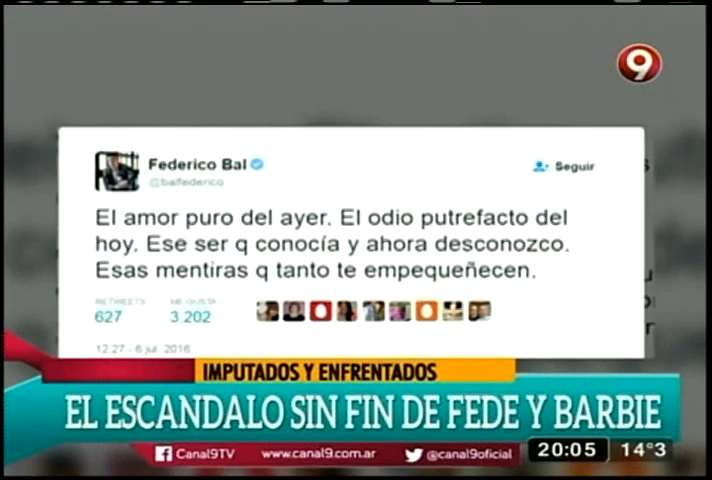 9
Federico Bal
@balfederico
Seguir
El amor puro del ayer. El odio putrefacto del
hoy. Ese ser q conocía y ahora desconozco.
Esas mentiras q tanto te empequeñecen.
RETWEETS ME GUSTA
627 3.202
12:27 - 6 jul. 2016
IMPUTADOS Y ENFRENTADOS
EL ESCANDALO SIN FIN DE FEDE Y BARBIE
Canal9TV www.canal9.com.ar @canal9oficial 20:05 14°3